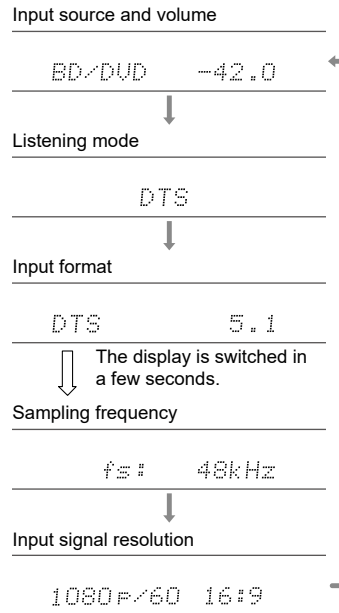 Input source and volume
BD/DVD -42.0
Listening mode
DTS
Input format
DTS 5.1
The display is switched in
a few seconds.
Sampling frequency
fs: 48kHz
Input signal resolution
1080p/60 16:9